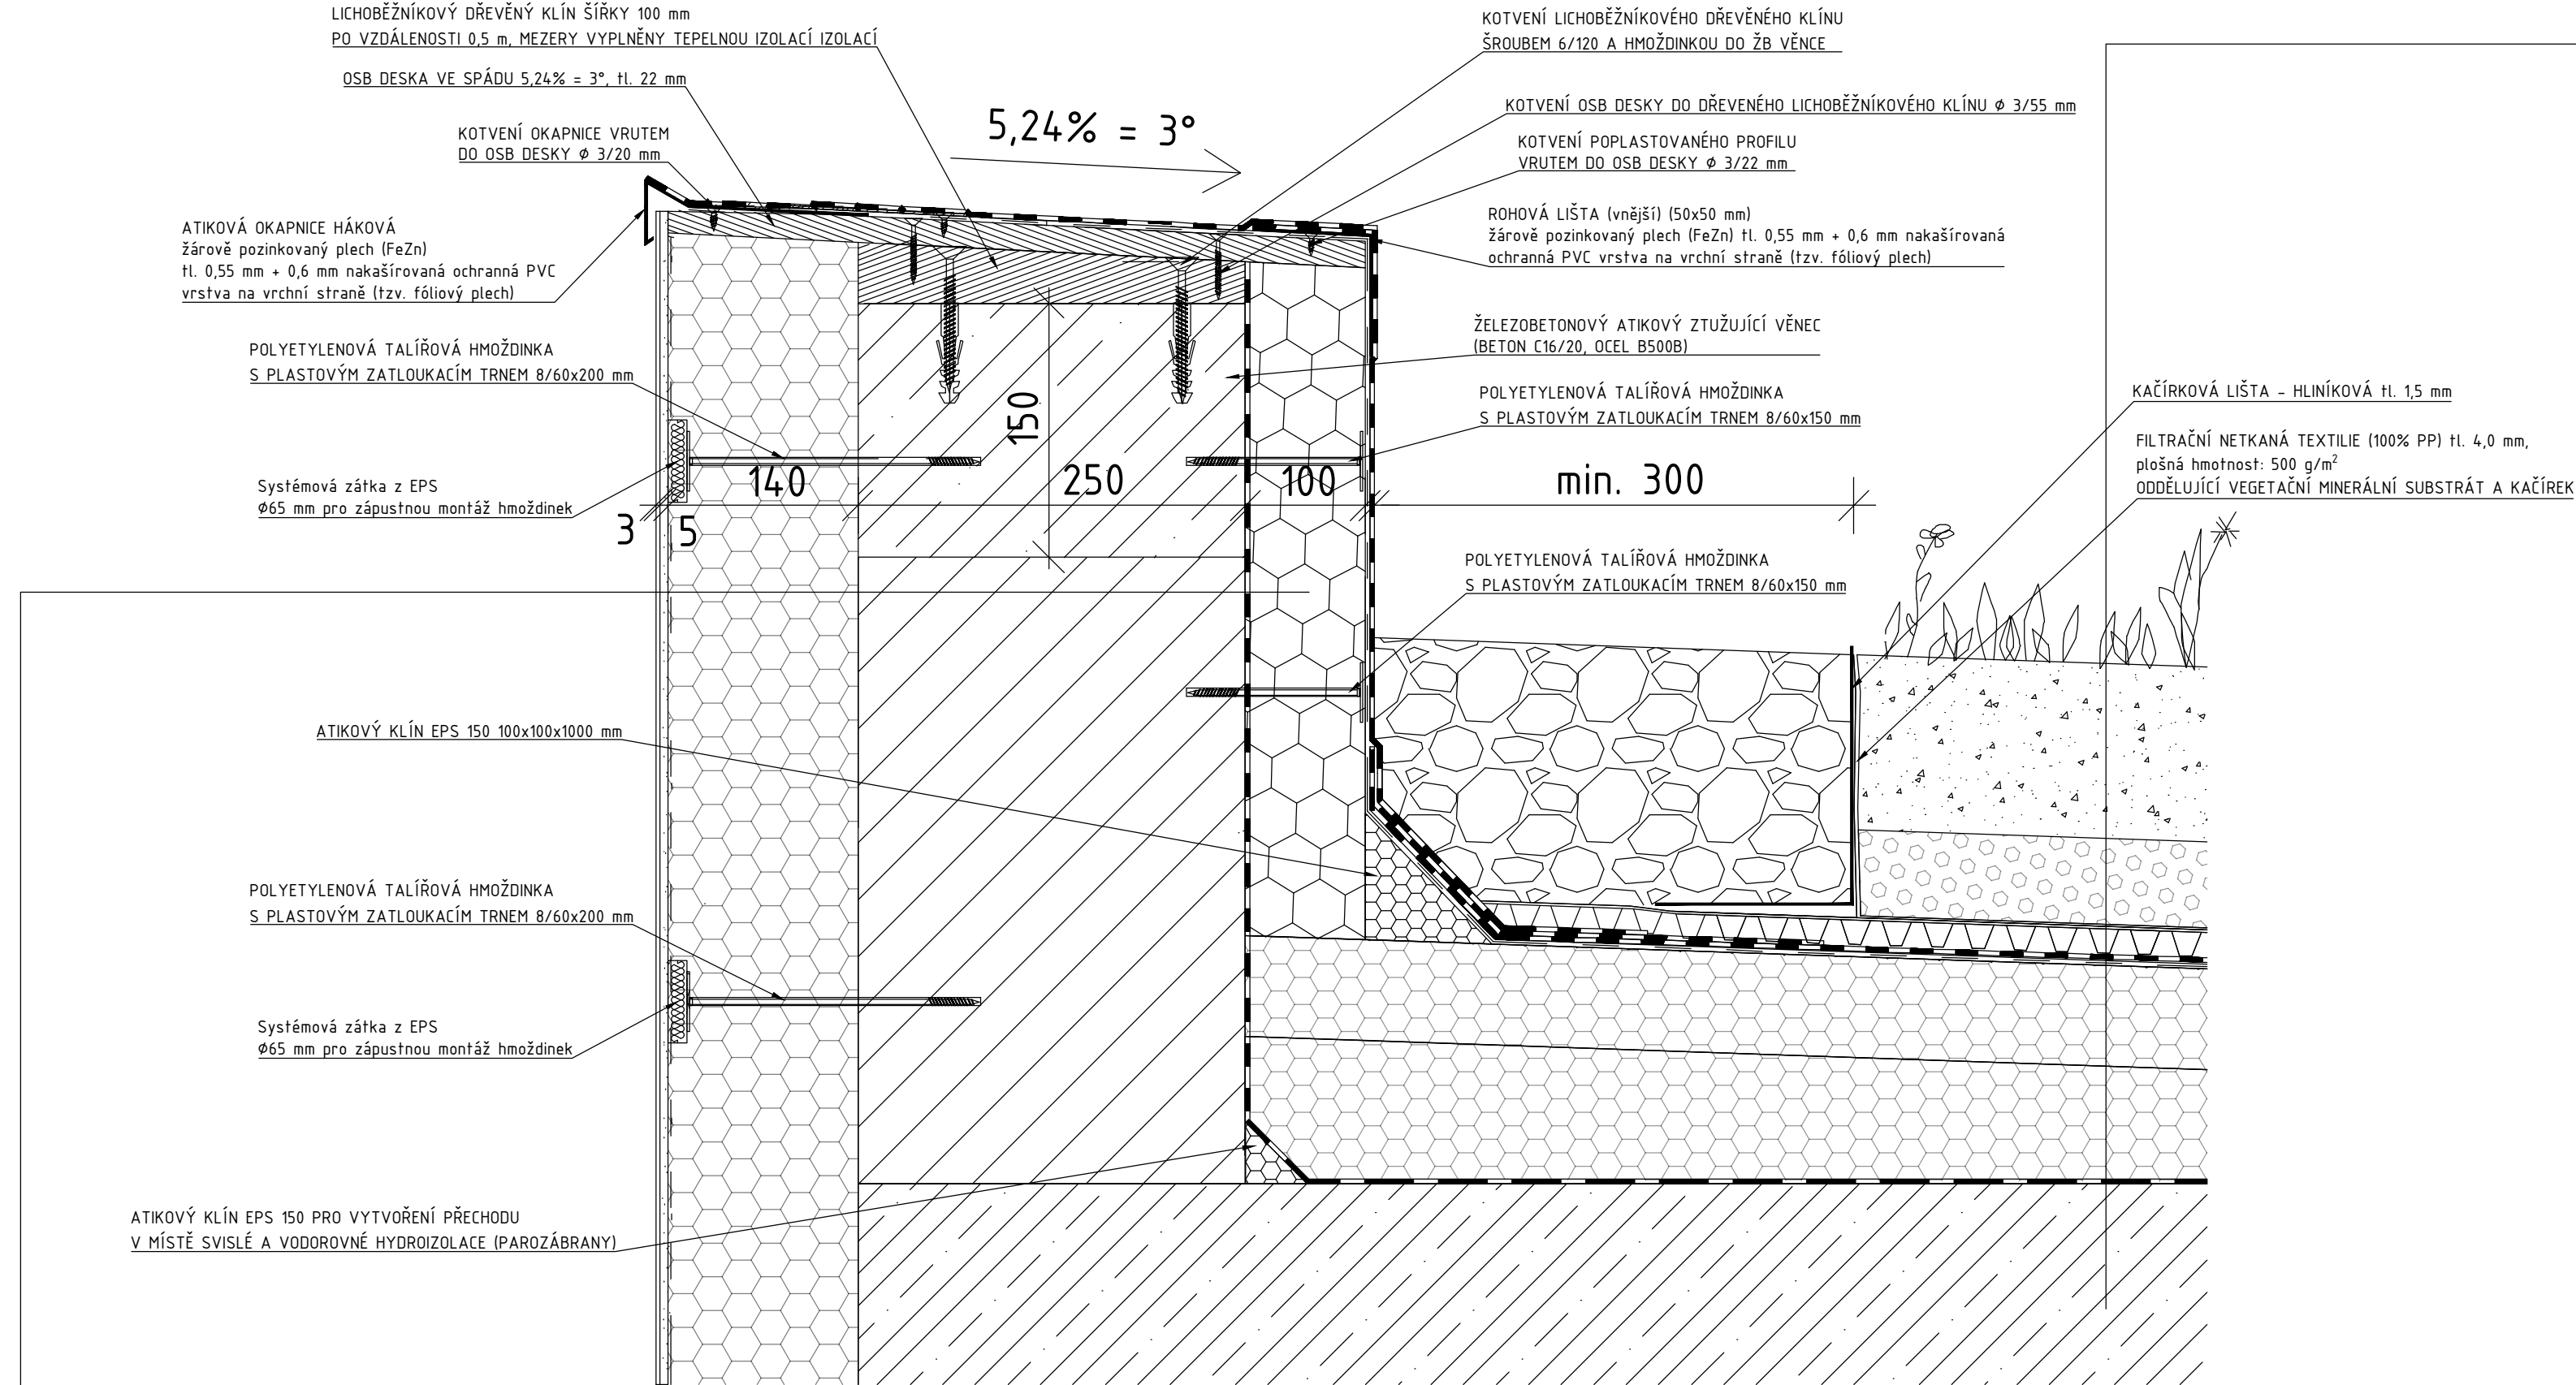 LICHOBĚŽNÍKOVÝ DŘEVĚNÝ KLÍN ŠÍŘKY 100 mm
PO VZDÁLENOSTI 0,5 m, MEZERY VYPLNĚNY TEPELNOU IZOLACÍ IZOLACÍ
OSB DESKA VE SPÁDU 5,24% = 3°, tl. 22 mm
KOTVENÍ OKAPNICE VRUTEM
DO OSB DESKY ϕ 3/20 mm
ATIKOVÁ OKAPNICE HÁKOVÁ
žárově pozinkovaný plech (FeZn)
tl. 0,55 mm + 0,6 mm nakašírovaná ochranná PVC
vrstva na vrchní straně (tzv. fóliový plech)
POLYETYLENOVÁ TALÍŘOVÁ HMOŽDINKA
S PLASTOVÝM ZATLOUKACÍM TRNEM 8/60x200 mm
Systémová zátka z EPS
ϕ65 mm pro zápustnou montáž hmoždinek
ATIKOVÝ KLÍN EPS 150 100x100x1000 mm
POLYETYLENOVÁ TALÍŘOVÁ HMOŽDINKA
S PLASTOVÝM ZATLOUKACÍM TRNEM 8/60x200 mm
Systémová zátka z EPS
ϕ65 mm pro zápustnou montáž hmoždinek
ATIKOVÝ KLÍN EPS 150 PRO VYTVOŘENÍ PŘECHODU
V MÍSTĚ SVISLÉ A VODOROVNÉ HYDROIZOLACE (PAROZÁBRANY)
5,24% = 3°
150
3
5
140
250
100
min. 300
KOTVENÍ LICHOBĚŽNÍKOVÉHO DŘEVĚNÉHO KLÍNU
ŠROUBEM 6/120 A HMOŽDINKOU DO ŽB VĚNCE
KOTVENÍ OSB DESKY DO DŘEVENÉHO LICHOBĚŽNÍKOVÉHO KLÍNU ϕ 3/55 mm
KOTVENÍ POPLASTOVANÉHO PROFILU
VRUTEM DO OSB DESKY ϕ 3/22 mm
ROHOVÁ LIŠTA (vnější) (50x50 mm)
žárově pozinkovaný plech (FeZn) tl. 0,55 mm + 0,6 mm nakašírovaná
ochranná PVC vrstva na vrchní straně (tzv. fóliový plech)
ŽELEZOBETONOVÝ ATIKOVÝ ZTUŽUJÍCÍ VĚNEC
(BETON C16/20, OCEL B500B)
POLYETYLENOVÁ TALÍŘOVÁ HMOŽDINKA
S PLASTOVÝM ZATLOUKACÍM TRNEM 8/60x150 mm
POLYETYLENOVÁ TALÍŘOVÁ HMOŽDINKA
S PLASTOVÝM ZATLOUKACÍM TRNEM 8/60x150 mm
KAČÍRKOVÁ LIŠTA - HLINÍKOVÁ tl. 1,5 mm
FILTRAČNÍ NETKANÁ TEXTILIE (100% PP) tl. 4,0 mm,
plošná hmotnost: 500 g/m²
ODDĚLUJÍCÍ VEGETAČNÍ MINERÁLNÍ SUBSTRÁT A KAČÍREK